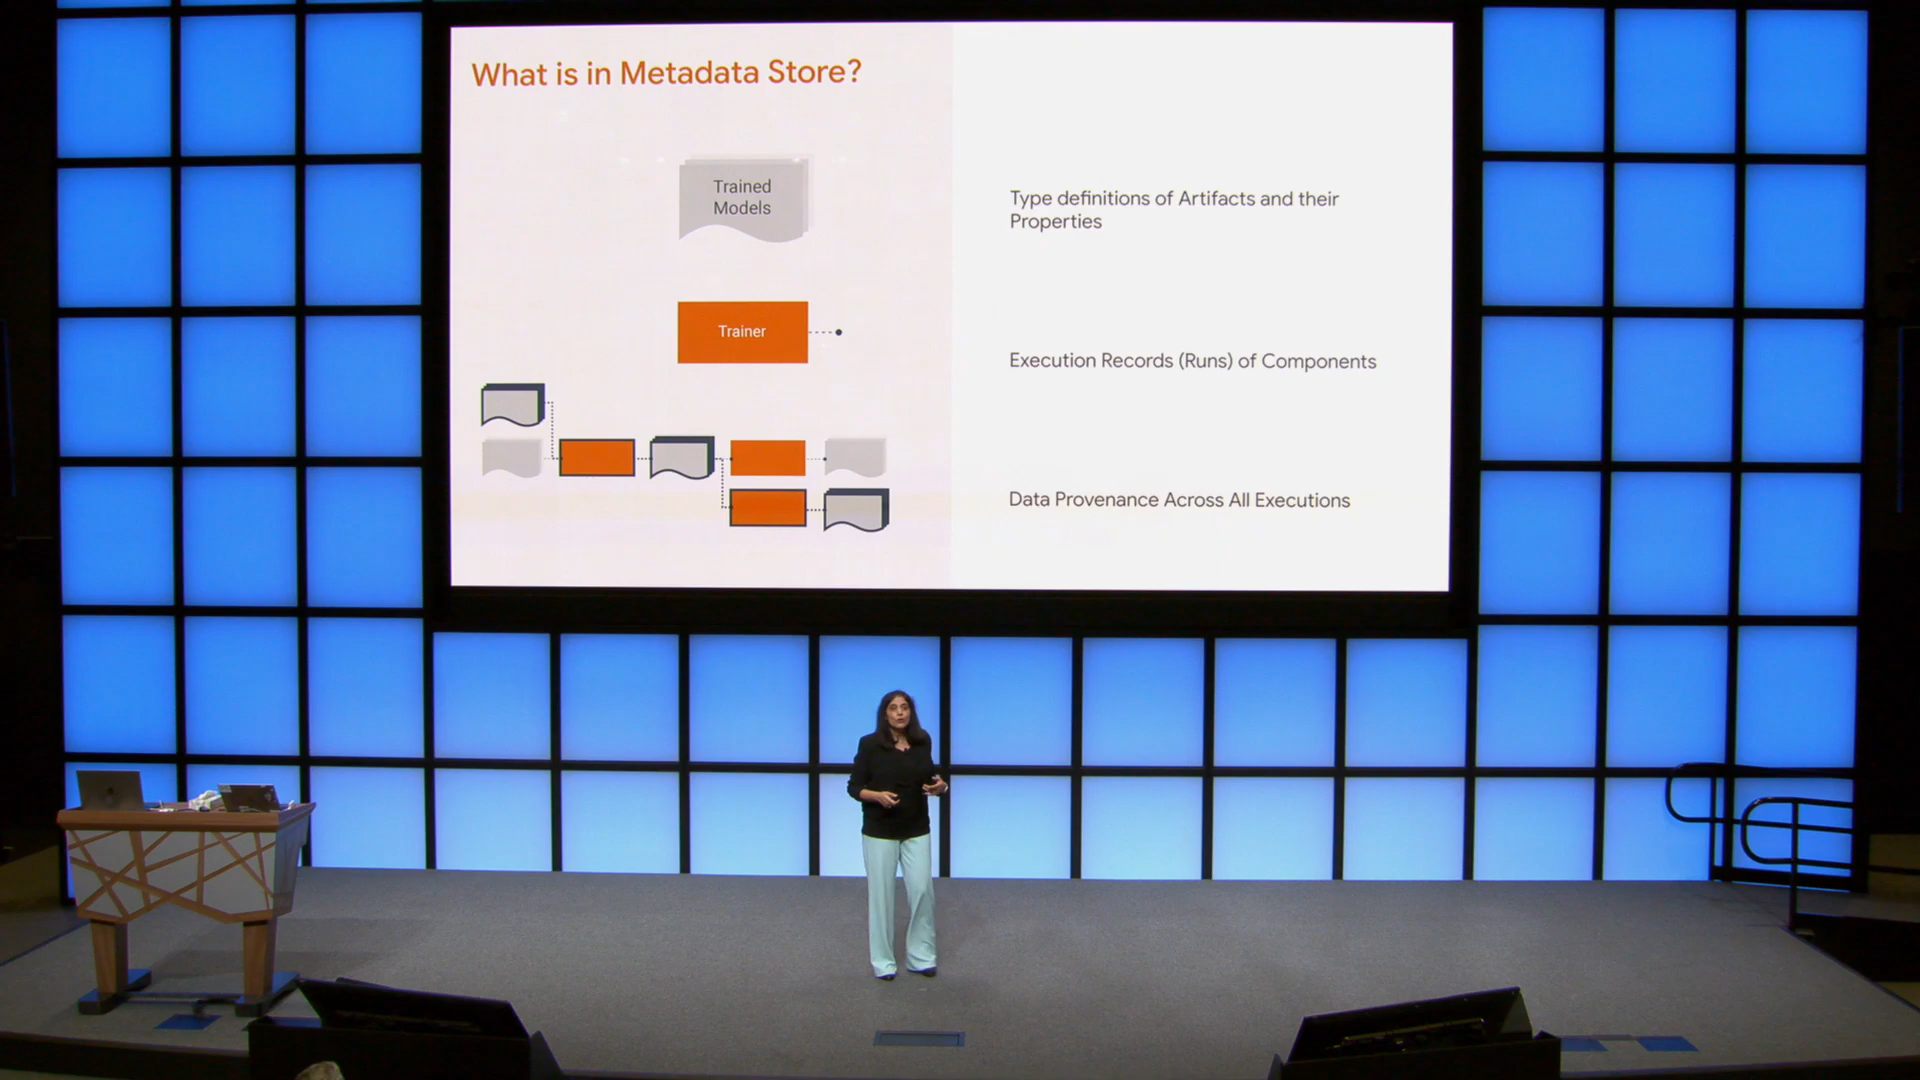 What is in Metadata Store?
Trained
Models
Type definitions of Artifacts and their
Properties
Trainer
Execution Records (Runs) of Components
Data Provenance Across All Executions